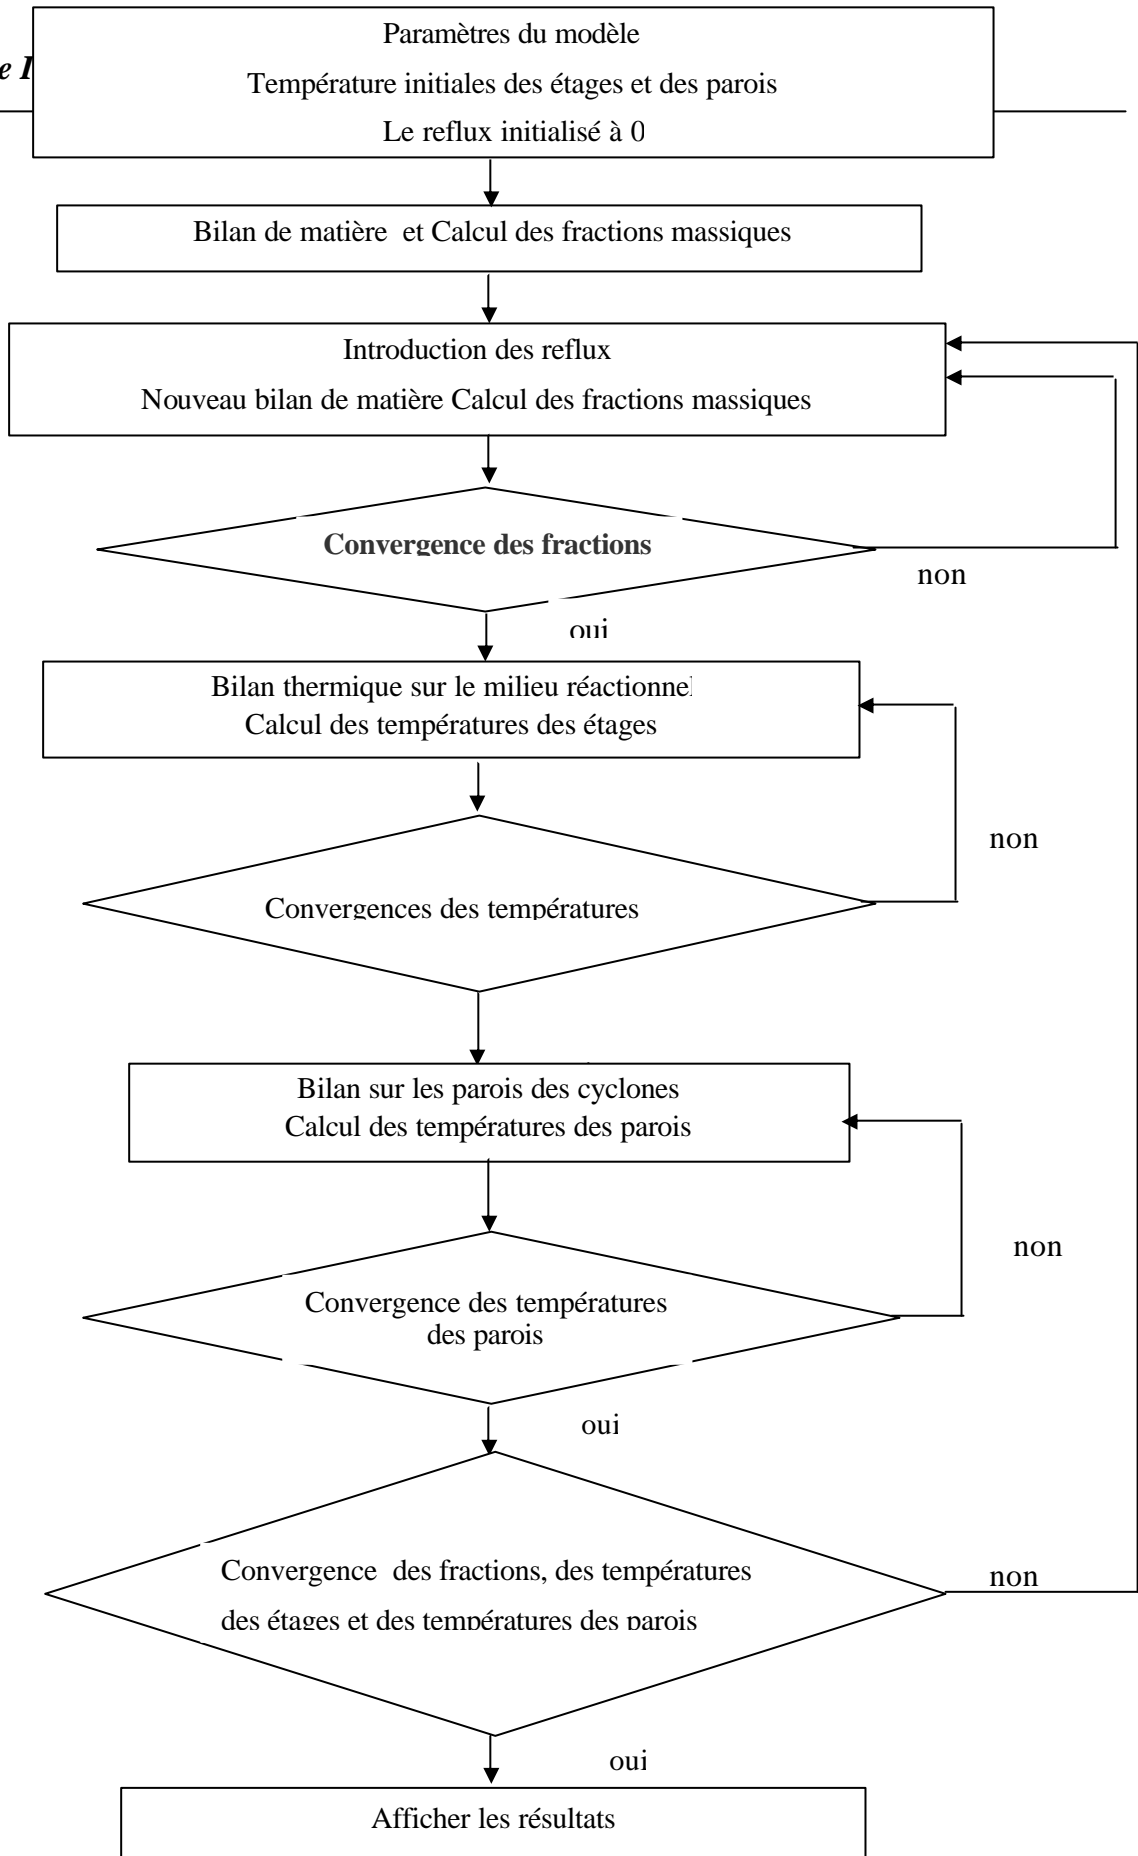 Paramètres du modèle
e I
Température initiales des étages et des parois
Le reflux initialisé à 0
Bilan de matière et Calcul des fractions massiques
Introduction des reflux
Nouveau bilan de matière Calcul des fractions massiques
Convergence des fractions
non
oui
Bilan thermique sur le milieu réactionnel
Calcul des températures des étages
non
Convergences des températures
Bilan sur les parois des cyclones
Calcul des températures des parois
non
Convergence des températures
des parois
oui
Convergence des fractions, des températures
non
des étages et des températures des parois
oui
Afficher les résultats